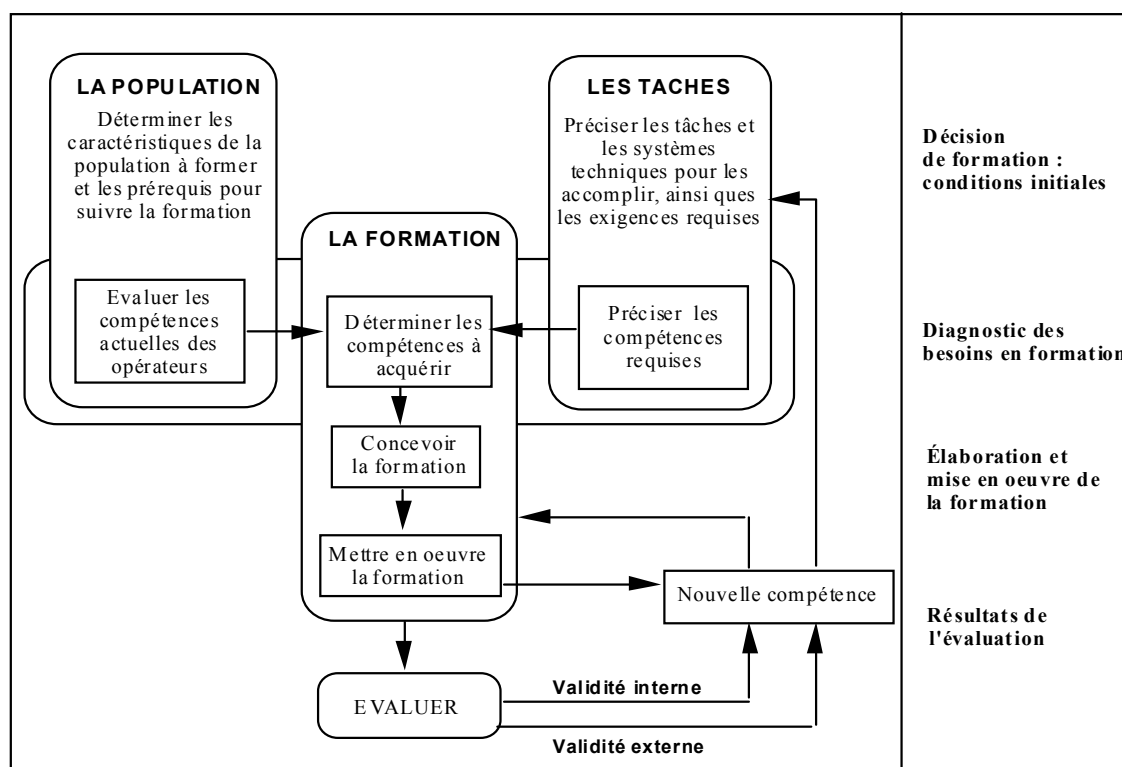 LA POPULATION
Déterminer les
caractéristiques de la
population à former
et les prérequis pour
suivre la formation
Evaluer les
compétences
actuelles des
opérateurs
LA FORMATION
Déterminer les
compétences à
acquérir
Concevoir
la formation
Mettre en oeuvre
la formation
EVALUER
LES TACHES
Préciser les tâches et
les systèmes
techniques pour les
accomplir, ainsi ques
les exigences requises
Préciser les
compétences
requises
Nouvelle compétence
Validité interne
Validité externe
Décision
de formation :
conditions initiales
Diagnostic des
besoins en formation
Élaboration et
mise en oeuvre de
la formation
Résultats de
l'évaluation